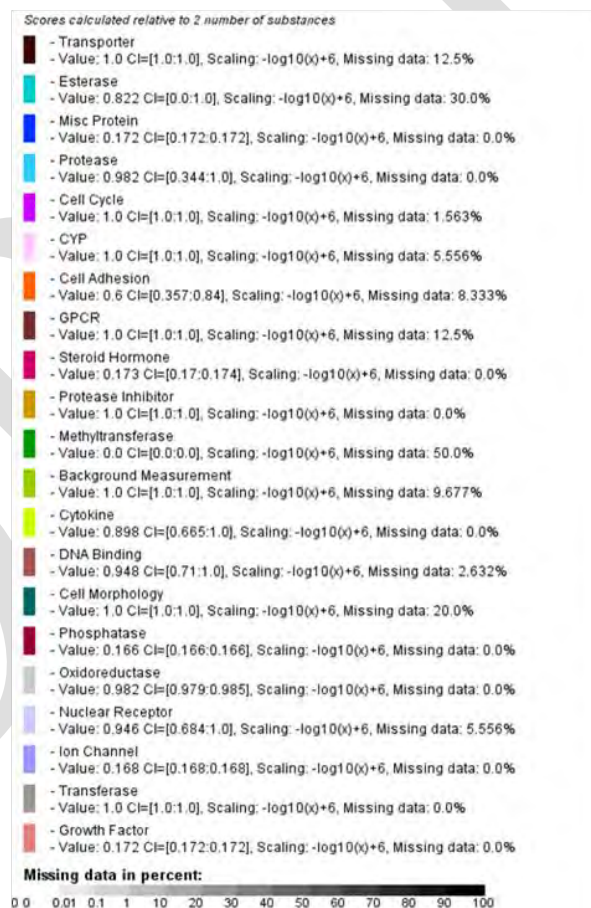 Scores calculated relative to 2 number of substances
- Transporter
- Value: 1.0 CI=[1.0:1.0], Scaling: -log10(x)+6, Missing data: 12.5%
- Esterase
- Value: 0.822 CI=[0.0:1.0], Scaling: -log10(x)+6, Missing data: 30.0%
- Misc Protein
- Value: 0.172 CI=[0.172:0.172], Scaling: -log10(x)+6, Missing data: 0.0%
- Protease
- Value: 0.982 CI=[0.344:1.0], Scaling: -log10(x)+6, Missing data: 0.0%
- Cell Cycle
- Value: 1.0 CI=[1.0:1.0], Scaling: -log10(x)+6, Missing data: 1.563%
- CYP
- Value: 1.0 CI=[1.0:1.0], Scaling: -log10(x)+6, Missing data: 5.556%
- Cell Adhesion
- Value: 0.6 CI=[0.357:0.84], Scaling: -log10(x)+6, Missing data: 8.333%
- GPCR
- Value: 1.0 CI=[1.0:1.0], Scaling: -log10(x)+6, Missing data: 12.5%
- Steroid Hormone
- Value: 0.173 CI=[0.17:0.174], Scaling: -log10(x)+6, Missing data: 0.0%
- Protease Inhibitor
- Value: 1.0 CI=[1.0:1.0], Scaling: -log10(x)+6, Missing data: 0.0%
- Methyltransferase
- Value: 0.0 CI=[0.0:0.0], Scaling: -log10(x)+6, Missing data: 50.0%
- Background Measurement
- Value: 1.0 CI=[1.0:1.0], Scaling: -log10(x)+6, Missing data: 9.677%
- Cytokine
- Value: 0.898 CI=[0.665:1.0], Scaling: -log10(x)+6, Missing data: 0.0%
- DNA Binding
- Value: 0.948 CI=[0.71:1.0], Scaling: -log10(x)+6, Missing data: 2.632%
- Cell Morphology
- Value: 1.0 CI=[1.0:1.0], Scaling: -log10(x)+6, Missing data: 20.0%
- Phosphatase
- Value: 0.166 CI=[0.166:0.166], Scaling: -log10(x)+6, Missing data: 0.0%
- Oxidoreductase
- Value: 0.982 CI=[0.979:0.985], Scaling: -log10(x)+6, Missing data: 0.0%
- Nuclear Receptor
- Value: 0.946 CI=[0.684:1.0], Scaling: -log10(x)+6, Missing data: 5.556%
- Ion Channel
- Value: 0.168 CI=[0.168:0.168], Scaling: -log10(x)+6, Missing data: 0.0%
- Transferase
- Value: 1.0 CI=[1.0:1.0], Scaling: -log10(x)+6, Missing data: 0.0%
- Growth Factor
- Value: 0.172 CI=[0.172:0.172], Scaling: -log10(x)+6, Missing data: 0.0%
Missing data in percent:
0 0 0.01 0.1 1 10 20 30 40 50 60 70 80 90 100